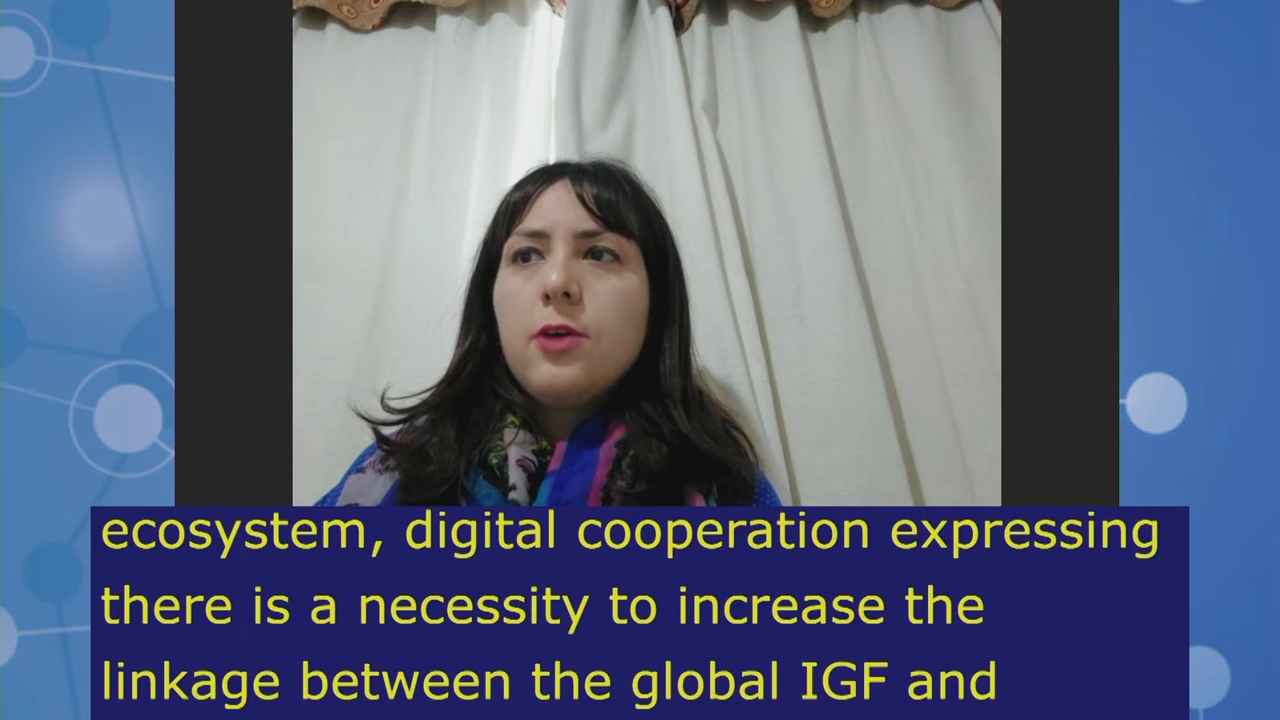 ecosystem, digital cooperation expressing
there is a necessity to increase the
linkage between the global IGF and